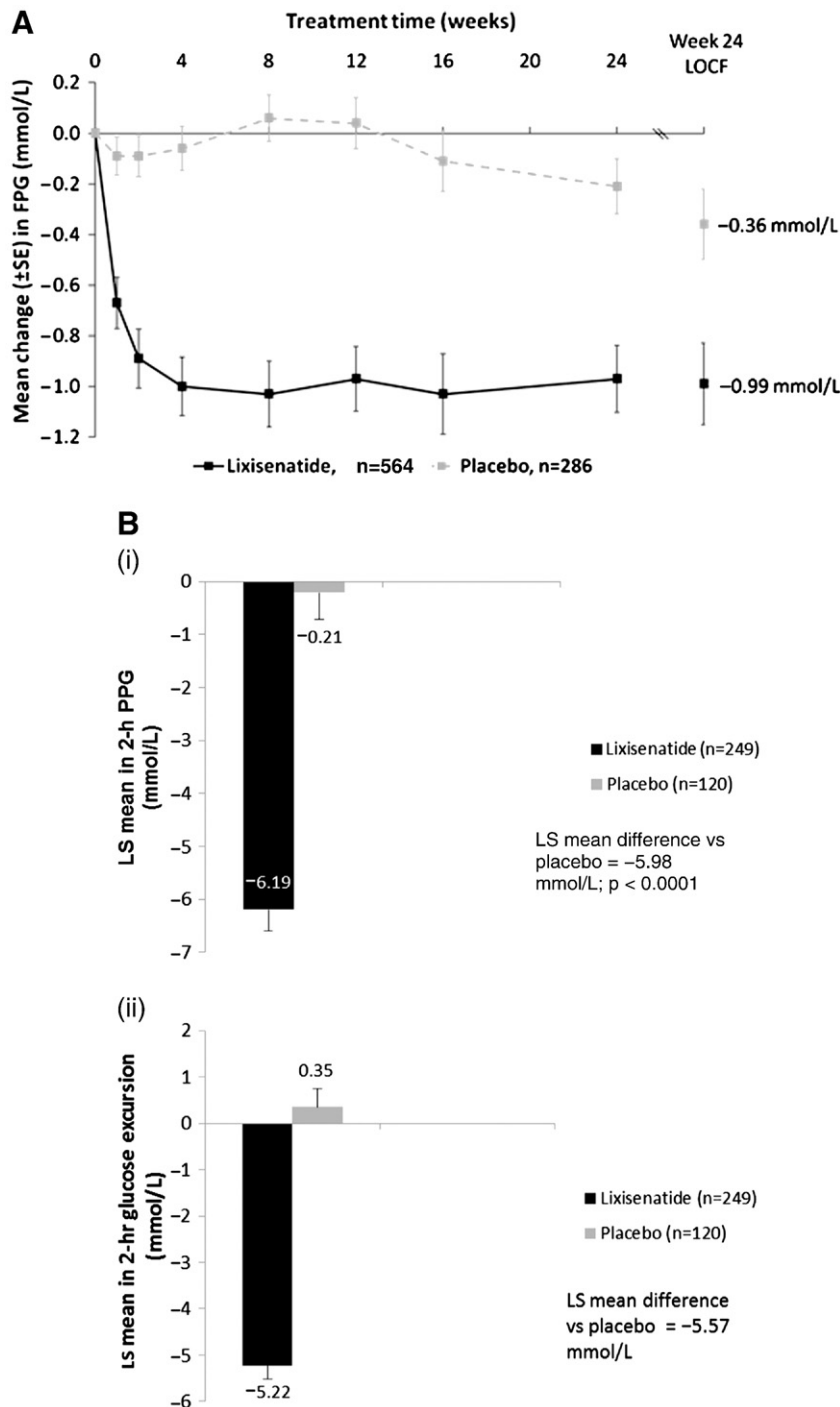 A
Treatment time (weeks)
0 4 8 12 16 20 24
Week 24
LOCF
Mean change (±SE) in FPG (mmol/L)
0.2
0.0
−0.2
−0.4
−0.6
−0.8
−1.0
−1.2
−0.36 mmol/L
−0.99 mmol/L
Lixisenatide, n=564 Placebo, n=286
B
(i)
LS mean in 2-h PPG
(mmol/L)
0
−1
−2
−3
−4
−5
−6
−7
−0.21
−6.19
Lixisenatide (n=249)
Placebo (n=120)
LS mean difference vs
placebo = −5.98
mmol/L; p < 0.0001
(ii)
LS mean in 2-hr glucose excursion
(mmol/L)
2
1
0
−1
−2
−3
−4
−5
−6
0.35
−5.22
Lixisenatide (n=249)
Placebo (n=120)
LS mean difference
vs placebo = −5.57
mmol/L